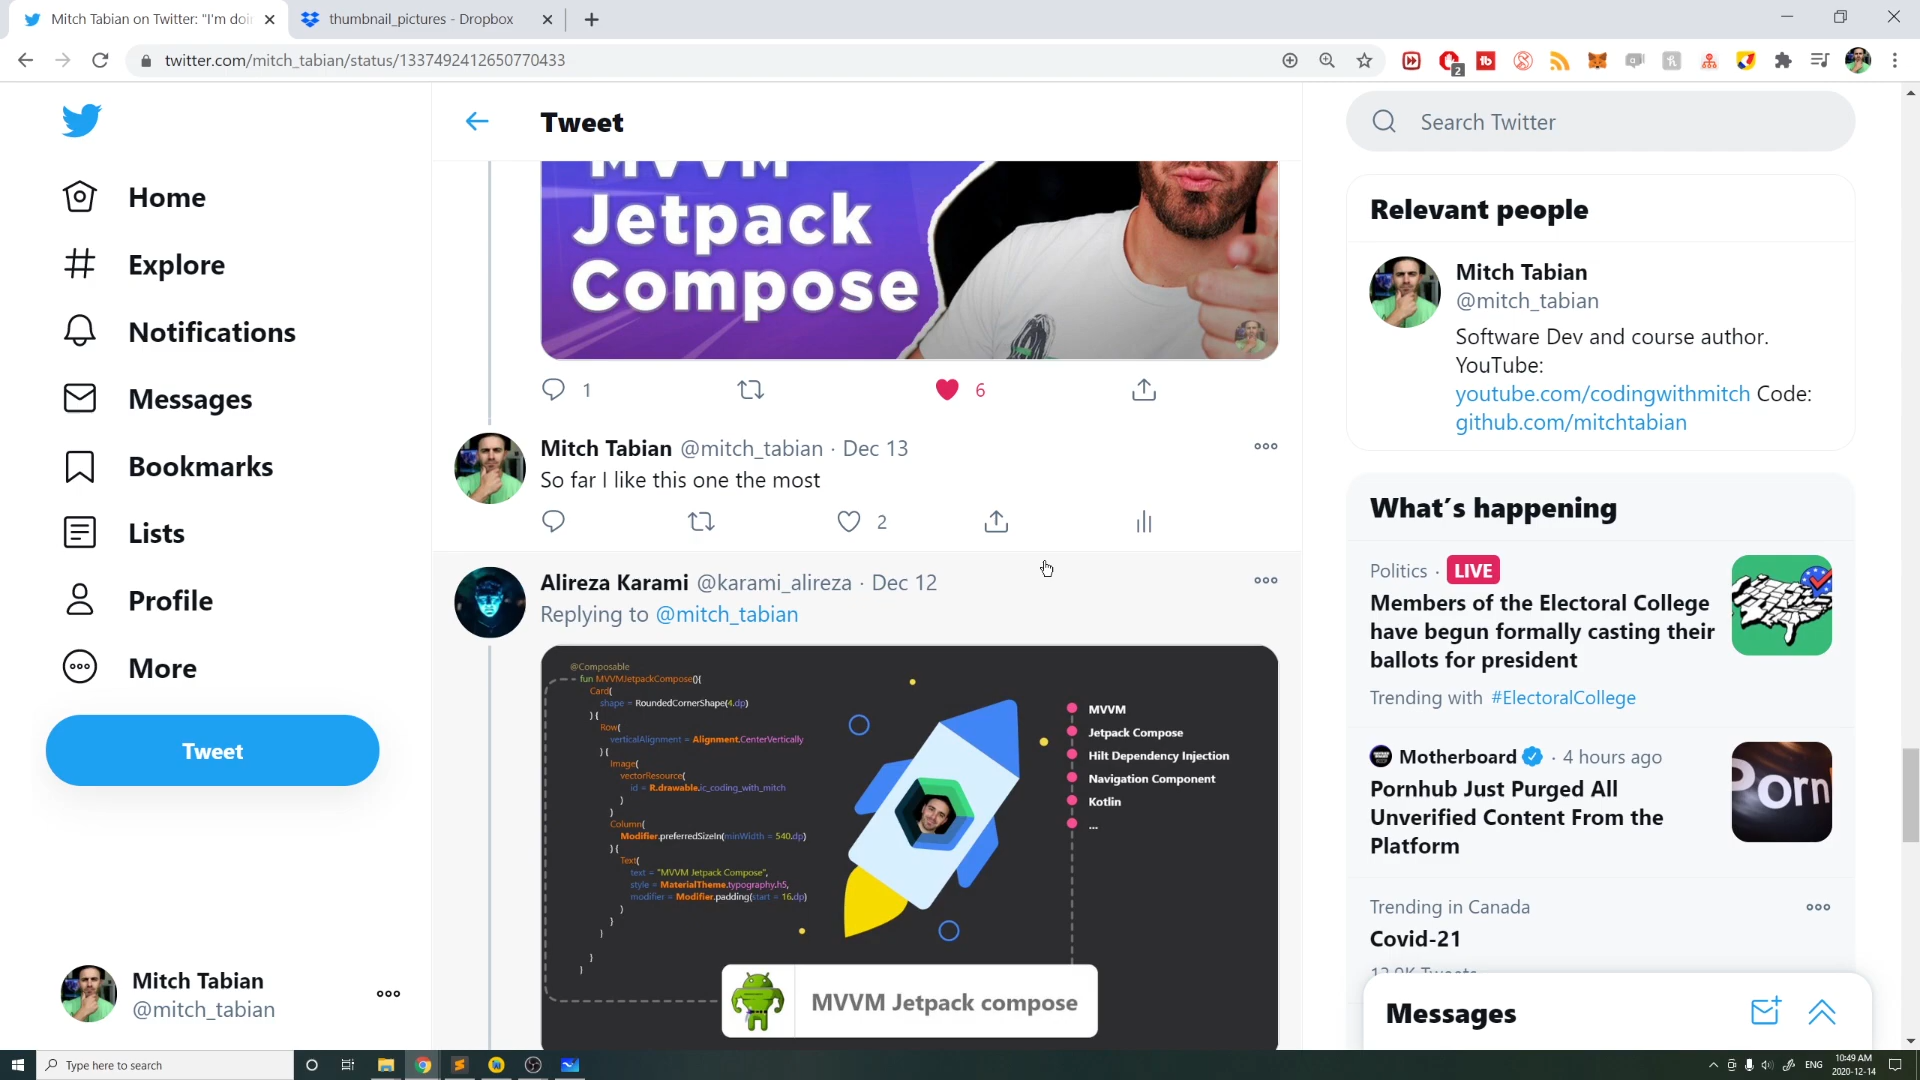 Mitch Tabian on Twitter: "I'm doi
thumbnail_pictures - Dropbox
twitter.com/mitch_tabian/status/1337492412650770433
2
Home
Explore
Notifications
Messages
Bookmarks
Lists
Profile
More
Tweet
Mitch Tabian
@mitch_tabian
Tweet
MVVM
Jetpack
Compose
1
6
Mitch Tabian @mitch_tabian · Dec 13
So far I like this one the most
2
Alireza Karami @karami_alireza · Dec 12
Replying to @mitch_tabian
@Composable
fun MVVMJetpackCompose(){
Card(
shape = RoundedCornerShape(4.dp)
) {
Row(
verticalAlignment = Alignment.CenterVertically
) {
Image(
vectorResource(
id = R.drawable.ic_coding_with_mitch
)
)
Column(
Modifier.preferredSizeIn(minWidth = 540.dp)
) {
Text(
text = "MVVM Jetpack Compose",
style = MaterialTheme.typography.h5,
modifier = Modifier.padding(start = 16.dp)
)
}
}
}
}
MVVM
Jetpack Compose
Hilt Dependency Injection
Navigation Component
Kotlin
...
MVVM Jetpack compose
Search Twitter
Relevant people
Mitch Tabian
@mitch_tabian
Software Dev and course author.
YouTube:
youtube.com/codingwithmitch Code:
github.com/mitchtabian
What's happening
Politics · LIVE
Members of the Electoral College
have begun formally casting their
ballots for president
Trending with #ElectoralCollege
Motherboard · 4 hours ago
Pornhub Just Purged All
Unverified Content From the
Platform
Porn
Trending in Canada
Covid-21
Messages
Type here to search
ENG
10:49 AM
2020-12-14